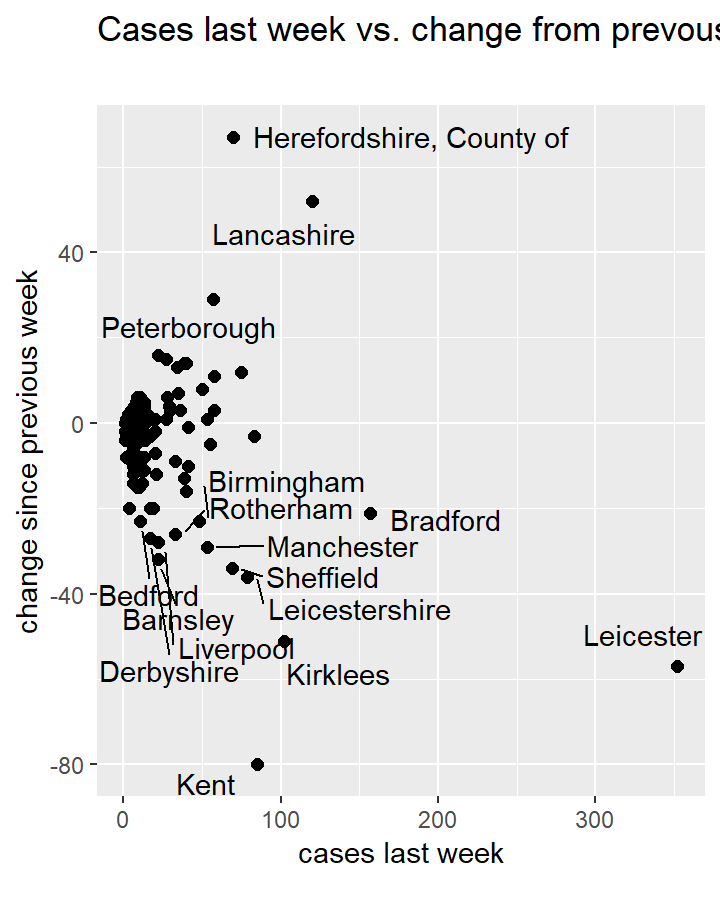 Cases last week vs. change from prevous
Herefordshire, County of
Lancashire
40
Peterborough
0
Birmingham
Rotherham
Bradford
Manchester
Sheffield
-40
Bedford
Leicestershire
Barnsley
Leicester
Liverpool
Derbyshire
Kirklees
-80
Kent
0 100 200 300
cases last week
change since previous week